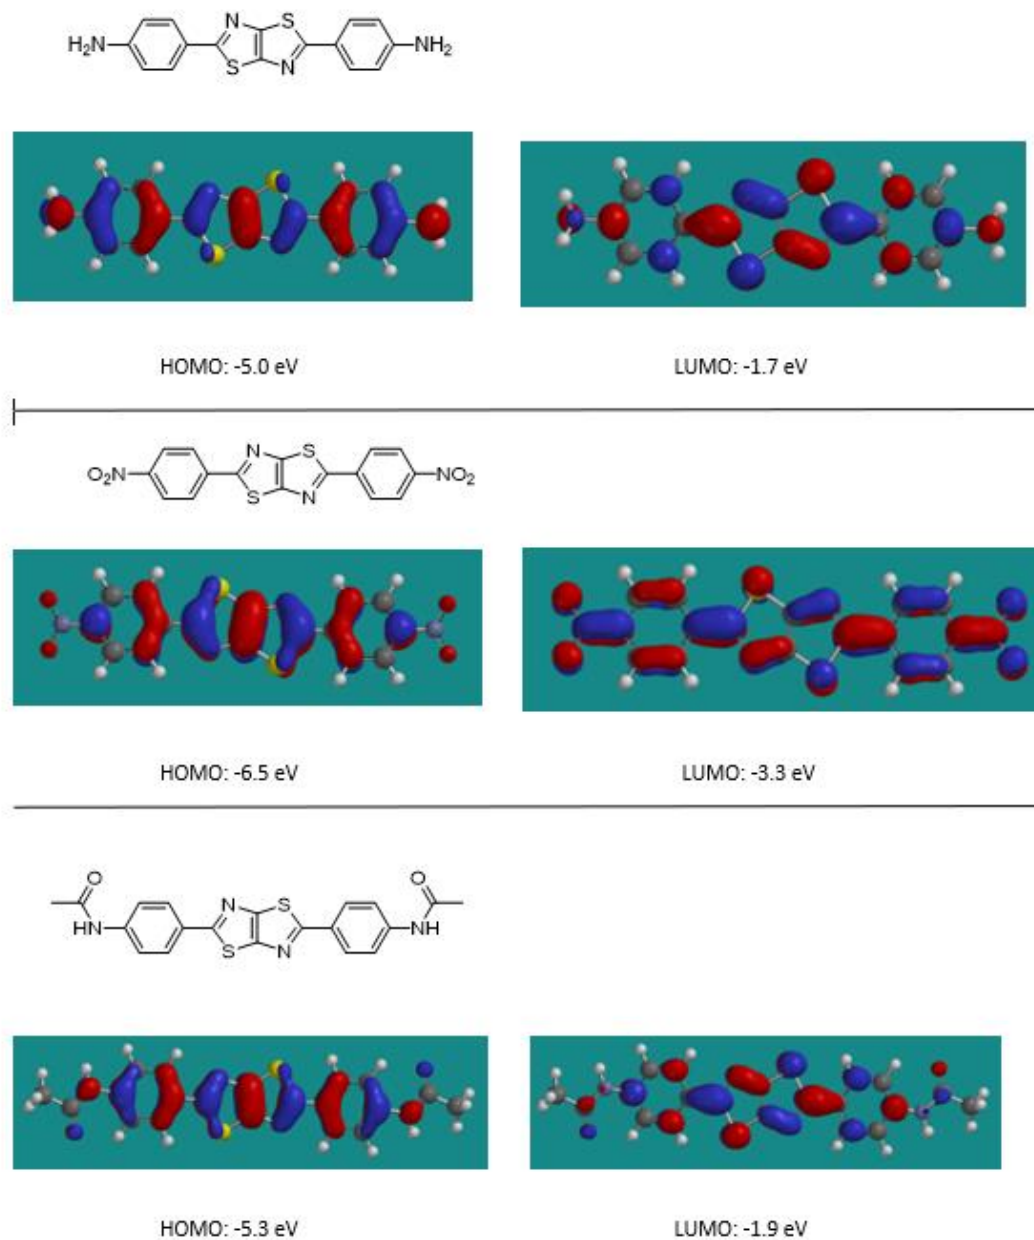 H₂N N S S N NH₂
HOMO: -5.0 eV LUMO: -1.7 eV
O₂N N S S N NO₂
HOMO: -6.5 eV LUMO: -3.3 eV
O O
HN N S S N NH
HOMO: -5.3 eV LUMO: -1.9 eV